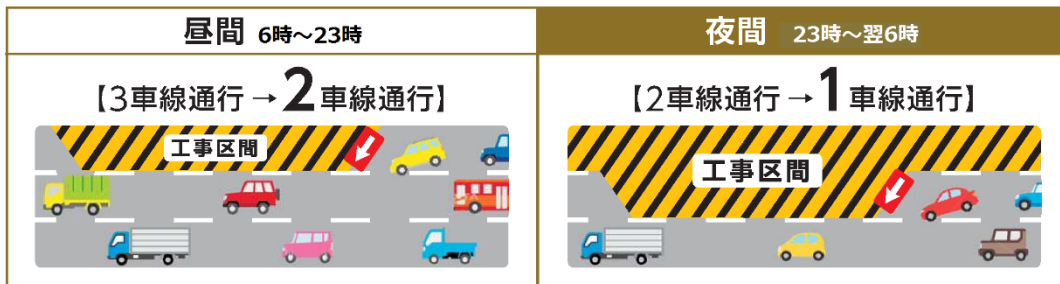 昼間 6時～23時
【3車線通行→2車線通行】
工事区間
夜間 23時～翌6時
【2車線通行→1車線通行】
工事区間